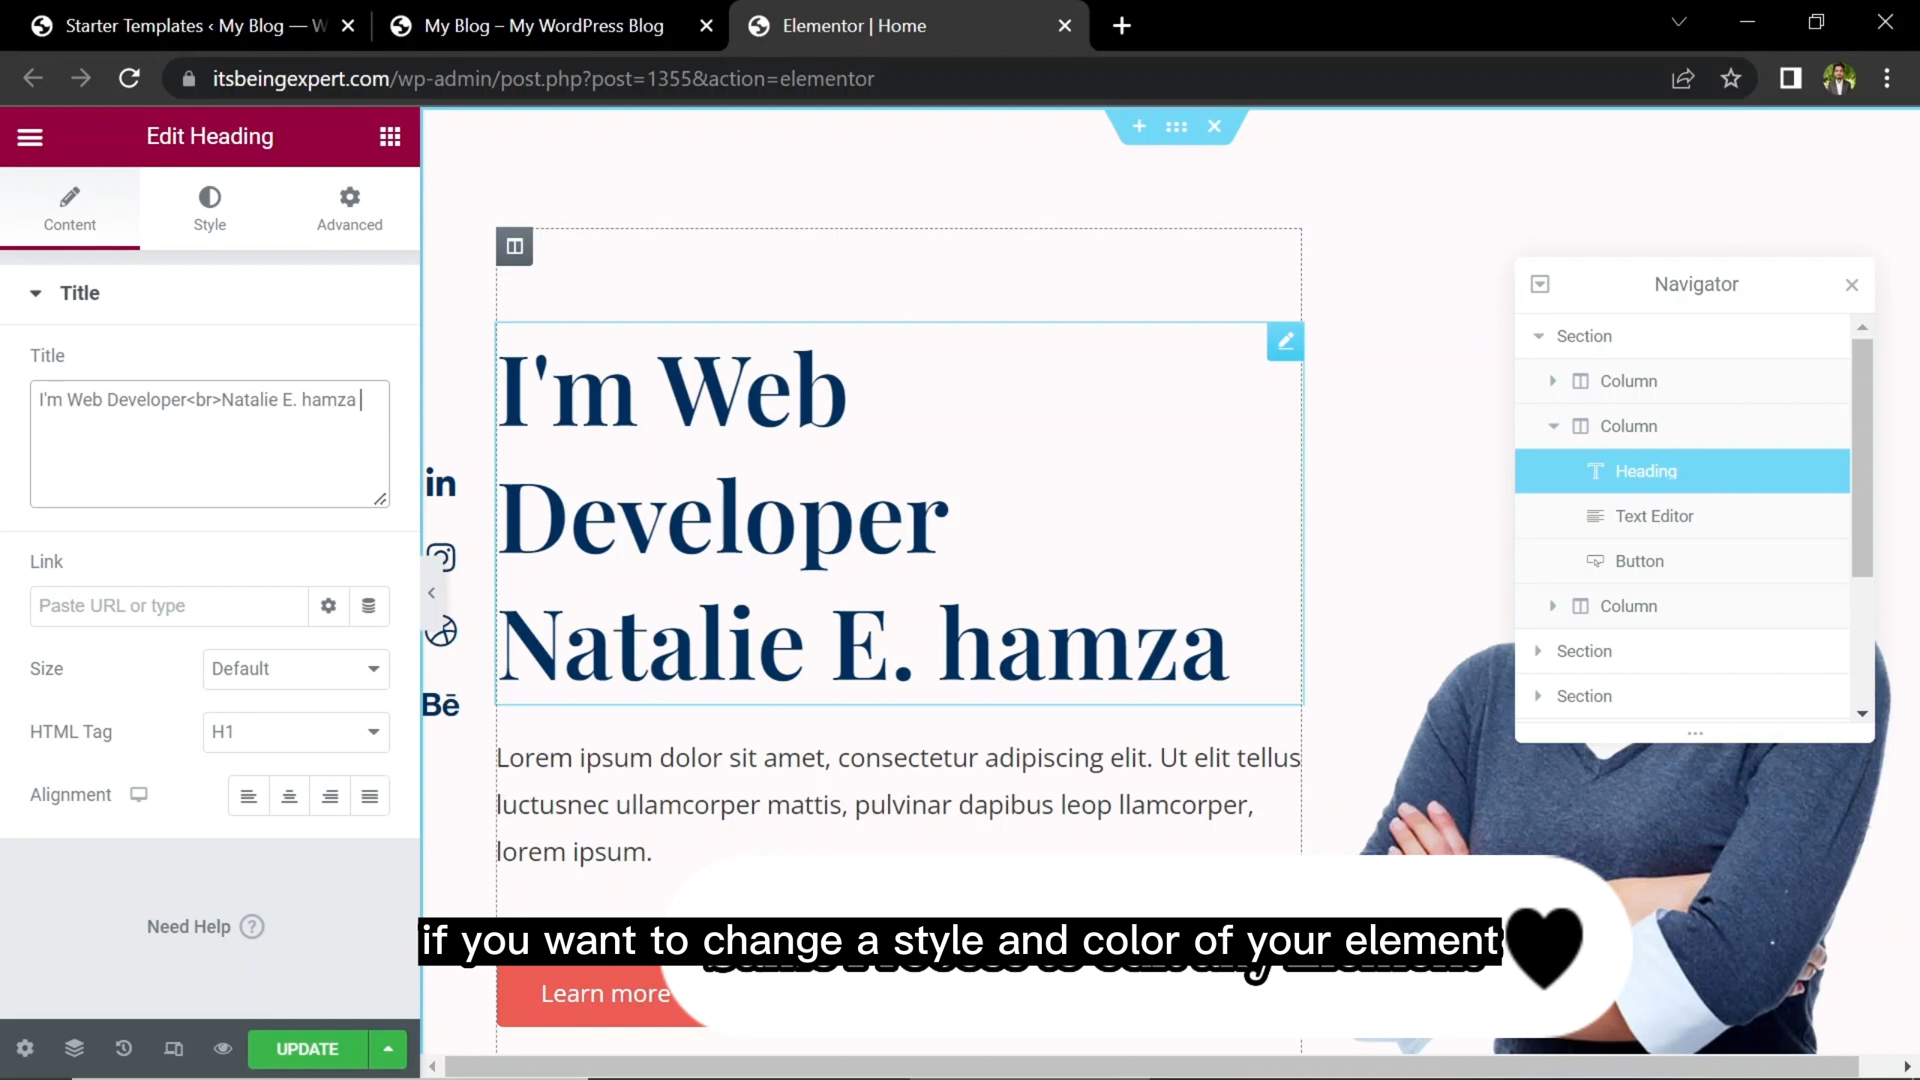 Starter Templates ‹ My Blog — W
My Blog – My WordPress Blog
Elementor | Home
itsbeingexpert.com/wp-admin/post.php?post=1355&action=elementor
Edit Heading
Content
Style
Advanced
Title
Title
I'm Web Developer<br>Natalie E. hamza
Link
Paste URL or type
Size
Default
HTML Tag
H1
Alignment
Need Help
UPDATE
in
Bē
I'm Web
Developer
Natalie E. hamza
Lorem ipsum dolor sit amet, consectetur adipiscing elit. Ut elit tellus
luctusnec ullamcorper mattis, pulvinar dapibus leop llamcorper,
lorem ipsum.
Learn more
Navigator
Section
Column
Column
Heading
Text Editor
Button
Column
Section
Section
if you want to change a style and color of your element